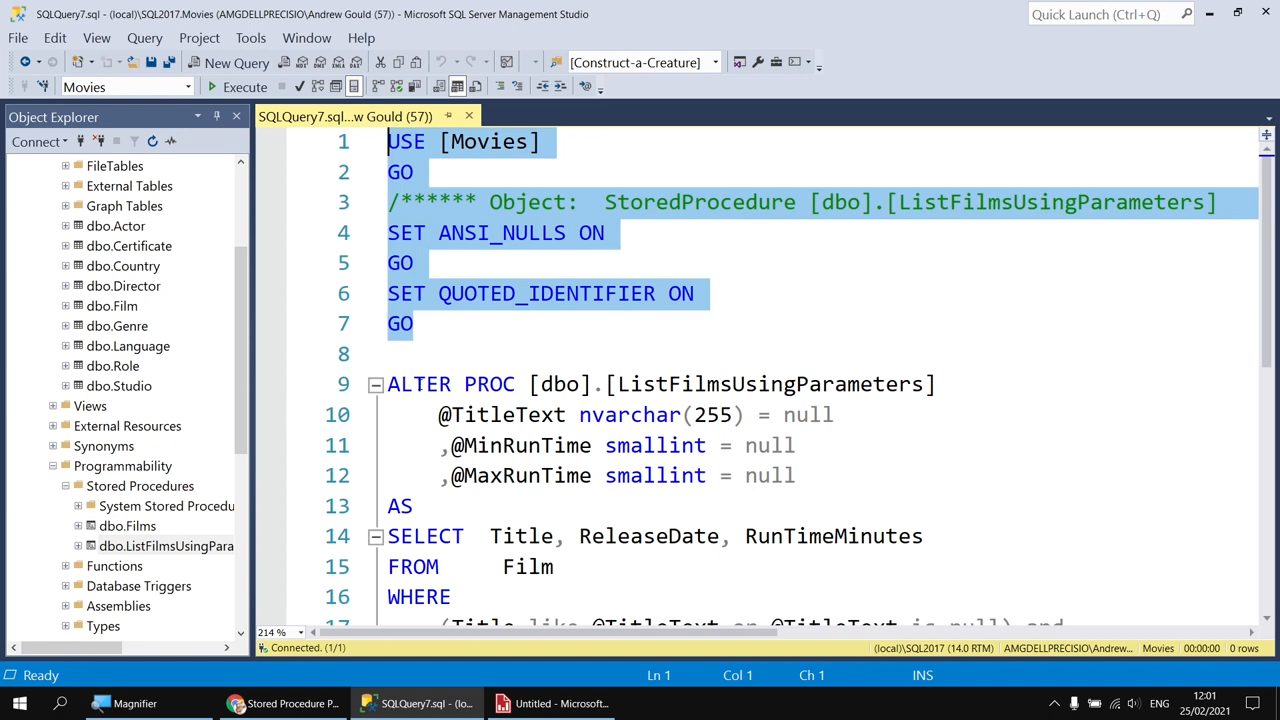 SQLQuery7.sql - (local)\SQL2017.Movies (AMGDELLPRECISIO\Andrew Gould (57)) - Microsoft SQL Server Management Studio
Quick Launch (Ctrl+Q)
File Edit View Query Project Tools Window Help
New Query
[Construct-a-Creature]
Movies
Execute
Object Explorer
SQLQuery7.sql...w Gould (57))
Connect
FileTables
External Tables
Graph Tables
dbo.Actor
dbo.Certificate
dbo.Country
dbo.Director
dbo.Film
dbo.Genre
dbo.Language
dbo.Role
dbo.Studio
Views
External Resources
Synonyms
Programmability
Stored Procedures
System Stored Procedu
dbo.Films
dbo.ListFilmsUsingPara
Functions
Database Triggers
Assemblies
Types
1 USE [Movies]
2 GO
3 /****** Object:  StoredProcedure [dbo].[ListFilmsUsingParameters]
4 SET ANSI_NULLS ON
5 GO
6 SET QUOTED_IDENTIFIER ON
7 GO
8
9 ALTER PROC [dbo].[ListFilmsUsingParameters]
10 @TitleText nvarchar(255) = null
11 ,@MinRunTime smallint = null
12 ,@MaxRunTime smallint = null
13 AS
14 SELECT Title, ReleaseDate, RunTimeMinutes
15 FROM Film
16 WHERE
17 (Title like @TitleText or @TitleText is null) and
214 %
Connected. (1/1)
(local)\SQL2017 (14.0 RTM) AMGDELLPRECISIO\Andrew... Movies 00:00:00 0 rows
Ready
Ln 1 Col 1 Ch 1 INS
Magnifier
Stored Procedure P...
SQLQuery7.sql - (lo...
Untitled - Microsoft...
ENG
12:01
25/02/2021